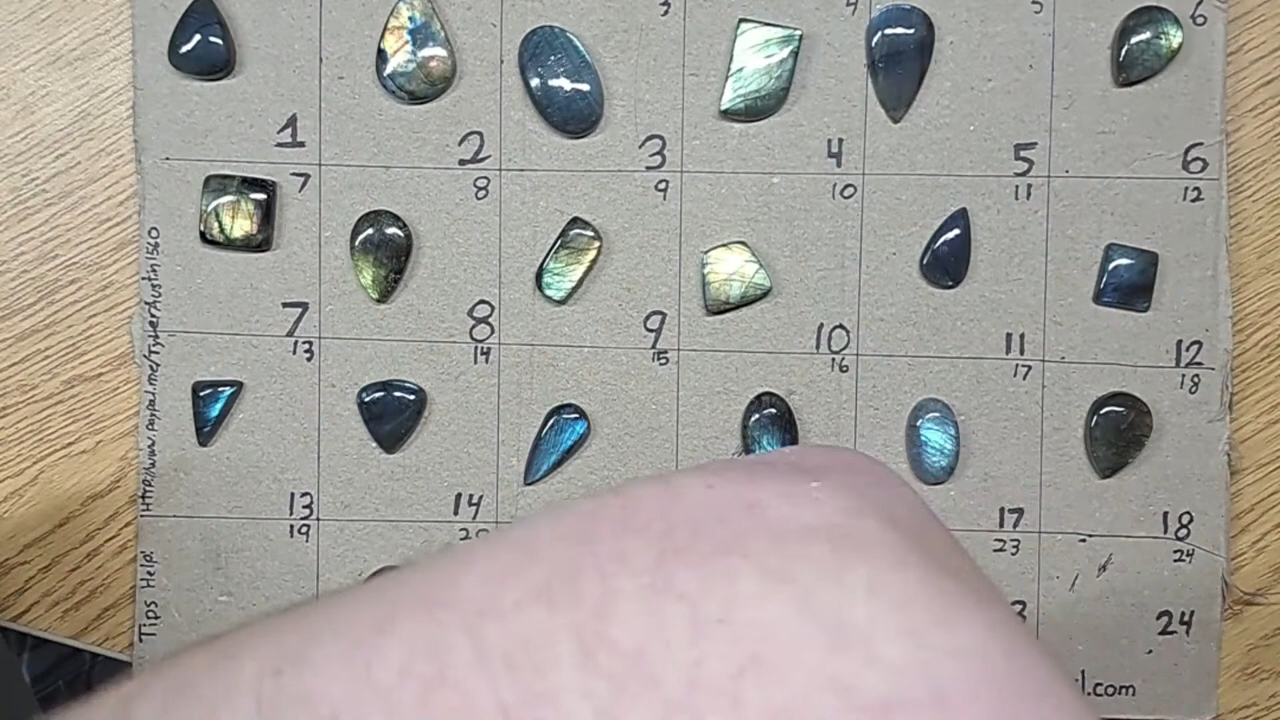 3 4 5 6
1 2 3 4 5 6
7 8 9 10 11 12
7 8 9 10 11 12
13 14 15 16 17 18
13 14 17 18
19 23 24
24
.com
Http://www.paypal.me/TylerAustin1560
Tips Help!